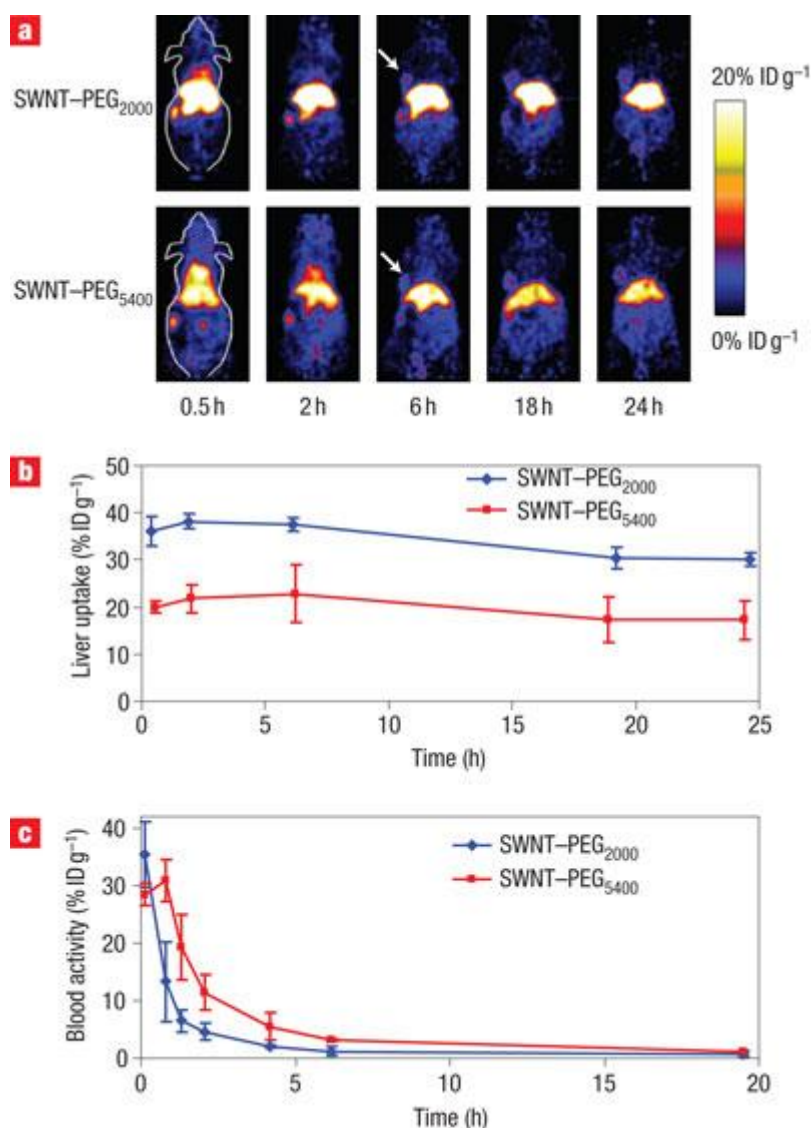 a
SWNT–PEG2000
SWNT–PEG5400
0.5 h
2 h
6 h
18 h
24 h
20% ID g⁻¹
0% ID g⁻¹
b
Liver uptake (% ID g⁻¹)
50
40
30
20
10
0
SWNT–PEG2000
SWNT–PEG5400
0
5
10
15
20
25
Time (h)
c
Blood activity (% ID g⁻¹)
40
30
20
10
0
SWNT–PEG2000
SWNT–PEG5400
0
5
10
15
20
Time (h)